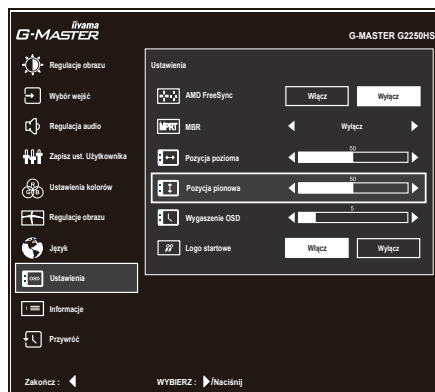 iiyama
G-MASTER
G-MASTER G2250HS
Regulacje obrazu
Wybór wejść
Regulacja audio
Zapisz ust. Użytkownika
Ustawienia kolorów
RGB
Regulacje obrazu
Język
OSD Ustawienia
Informacje
Przywróć
Ustawienia
AMD FreeSync Włącz Wyłącz
MPRT MBR Wyłącz
Pozycja pozioma 50
Pozycja pionowa 50
Wygaszenie OSD 5
Logo startowe Włącz Wyłącz
Zakończ : WYBIERZ : /Naciśnij